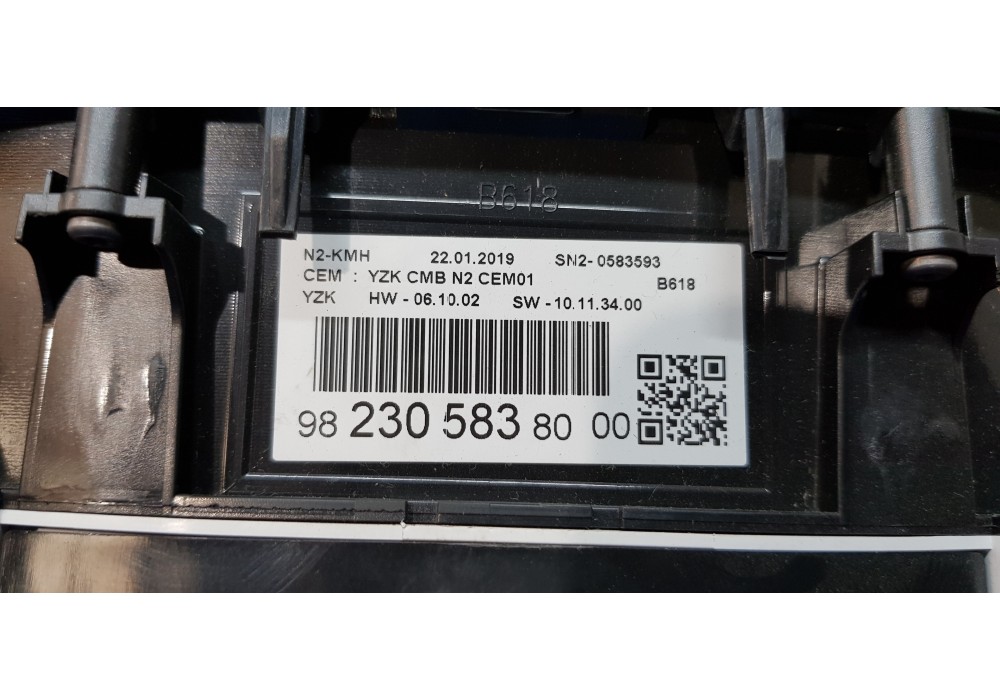 B618
N2-KMH 22.01.2019 SN2- 0583593
CEM : YZK CMB N2 CEM01 B618
YZK HW - 06.10.02 SW - 10.11.34.00
98 230 583 80 00